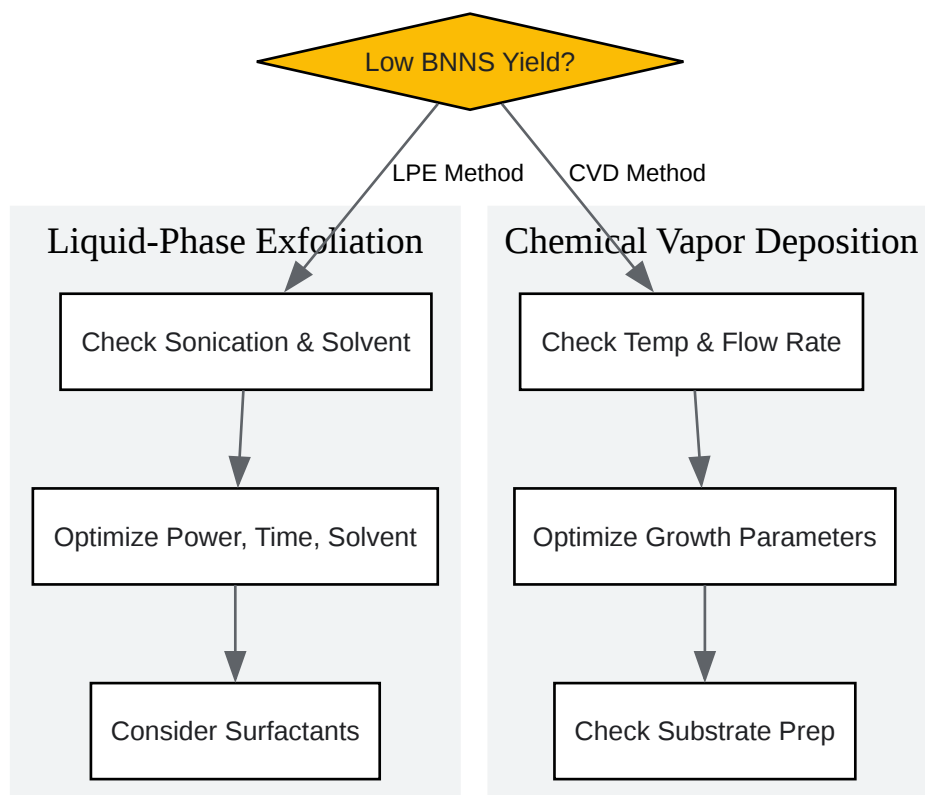 Low BNNS Yield?
LPE Method
CVD Method
Liquid-Phase Exfoliation
Chemical Vapor Deposition
Check Sonication & Solvent
Check Temp & Flow Rate
Optimize Power, Time, Solvent
Optimize Growth Parameters
Consider Surfactants
Check Substrate Prep